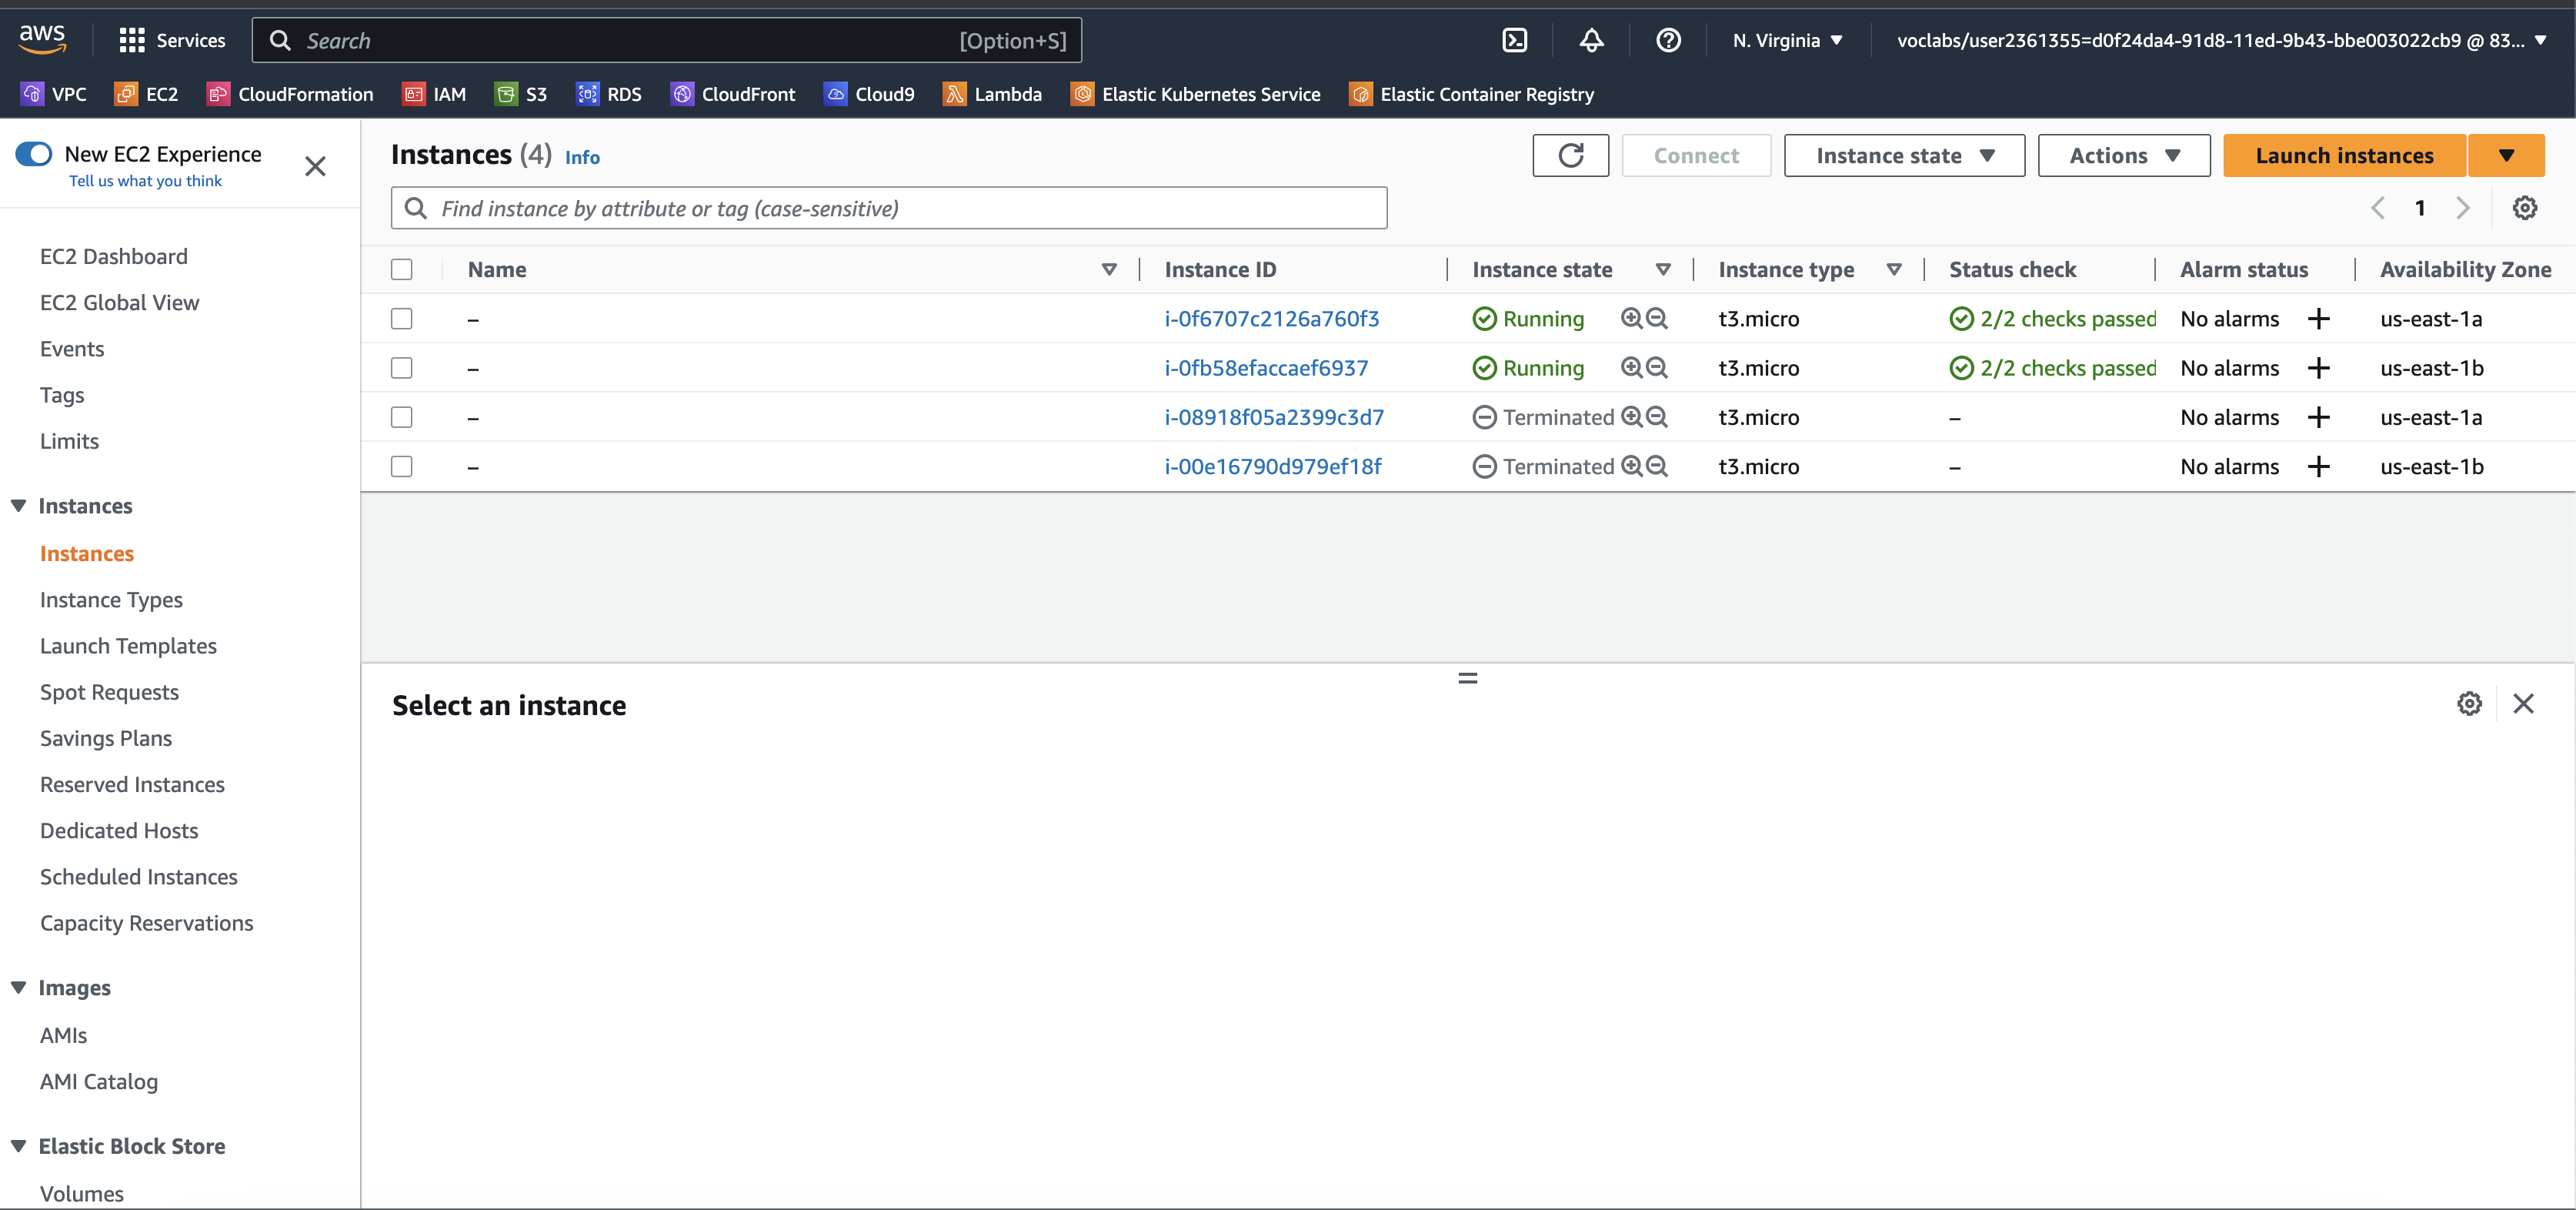 aws Services Search [Option+S] N. Virginia voclabs/user2361355=d0f24da4-91d8-11ed-9b43-bbe003022cb9 @ 83...
VPC EC2 CloudFormation IAM S3 RDS CloudFront Cloud9 Lambda Elastic Kubernetes Service Elastic Container Registry
New EC2 Experience
Tell us what you think
EC2 Dashboard
EC2 Global View
Events
Tags
Limits
Instances
Instances
Instance Types
Launch Templates
Spot Requests
Savings Plans
Reserved Instances
Dedicated Hosts
Scheduled Instances
Capacity Reservations
Images
AMIs
AMI Catalog
Elastic Block Store
Volumes
Instances (4) Info Connect Instance state Actions Launch instances
Find instance by attribute or tag (case-sensitive) 1
Name Instance ID Instance state Instance type Status check Alarm status Availability Zone
– i-0f6707c2126a760f3 Running t3.micro 2/2 checks passed No alarms + us-east-1a
– i-0fb58efaccaef6937 Running t3.micro 2/2 checks passed No alarms + us-east-1b
– i-08918f05a2399c3d7 Terminated t3.micro – No alarms + us-east-1a
– i-00e16790d979ef18f Terminated t3.micro – No alarms + us-east-1b
Select an instance